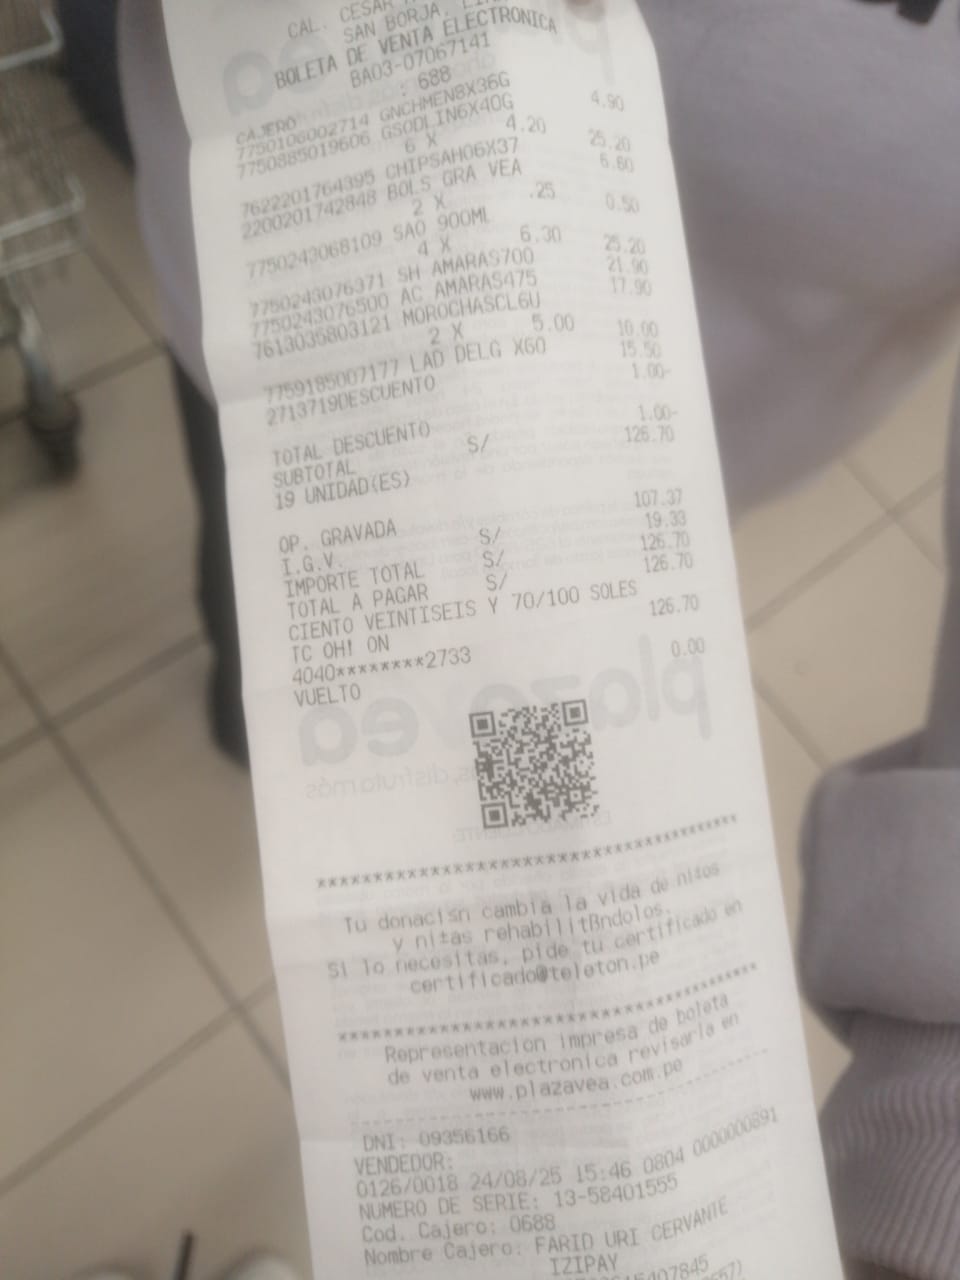 CAL. CESAR
SAN BORJA,
BOLETA DE VENTA ELECTRONICA
BA03-07067141
CAJERO : 688
7750106002714 GNCHMEN8X36G 4.90
7750885019606 GSODLIN6X40G
6 X 4.20 25.20
7622201764395 CHIPSAHO6X37 6.60
2200201742848 BOLS GRA VEA
2 X .25 0.50
7750243068109 SAO 900ML
4 X 6.30 25.20
7750243076371 SH AMARAS700 21.90
7750243076500 AC AMARAS475 17.90
7613035803121 MOROCHASCL6U
2 X 5.00 10.00
7759185007177 LAD DELG X60 15.50
2713719DESCUENTO 1.00-
TOTAL DESCUENTO 1.00-
SUBTOTAL S/ 126.70
19 UNIDAD(ES)
OP. GRAVADA 107.37
I.G.V. S/ 19.33
IMPORTE TOTAL S/ 126.70
TOTAL A PAGAR S/ 126.70
CIENTO VEINTISEIS Y 70/100 SOLES
TC OH! ON 126.70
4040********2733
VUELTO 0.00
plazavea
****************************************
Tu donacisn cambia la vida de nitos
y nitas rehabilitßndolos.
Si lo necesitas, pide tu certificado en
certificado@teleton.pe
****************************************
Representacion impresa de boleta
de venta electronica revisarla en
www.plazavea.com.pe
----------------------------------------
DNI: 09356166
VENDEDOR:
0126/0018 24/08/25 15:46 0804 0000000891
NUMERO DE SERIE: 13-58401555
Cod. Cajero: 0688
Nombre Cajero: FARID URI CERVANTE
IZIPAY